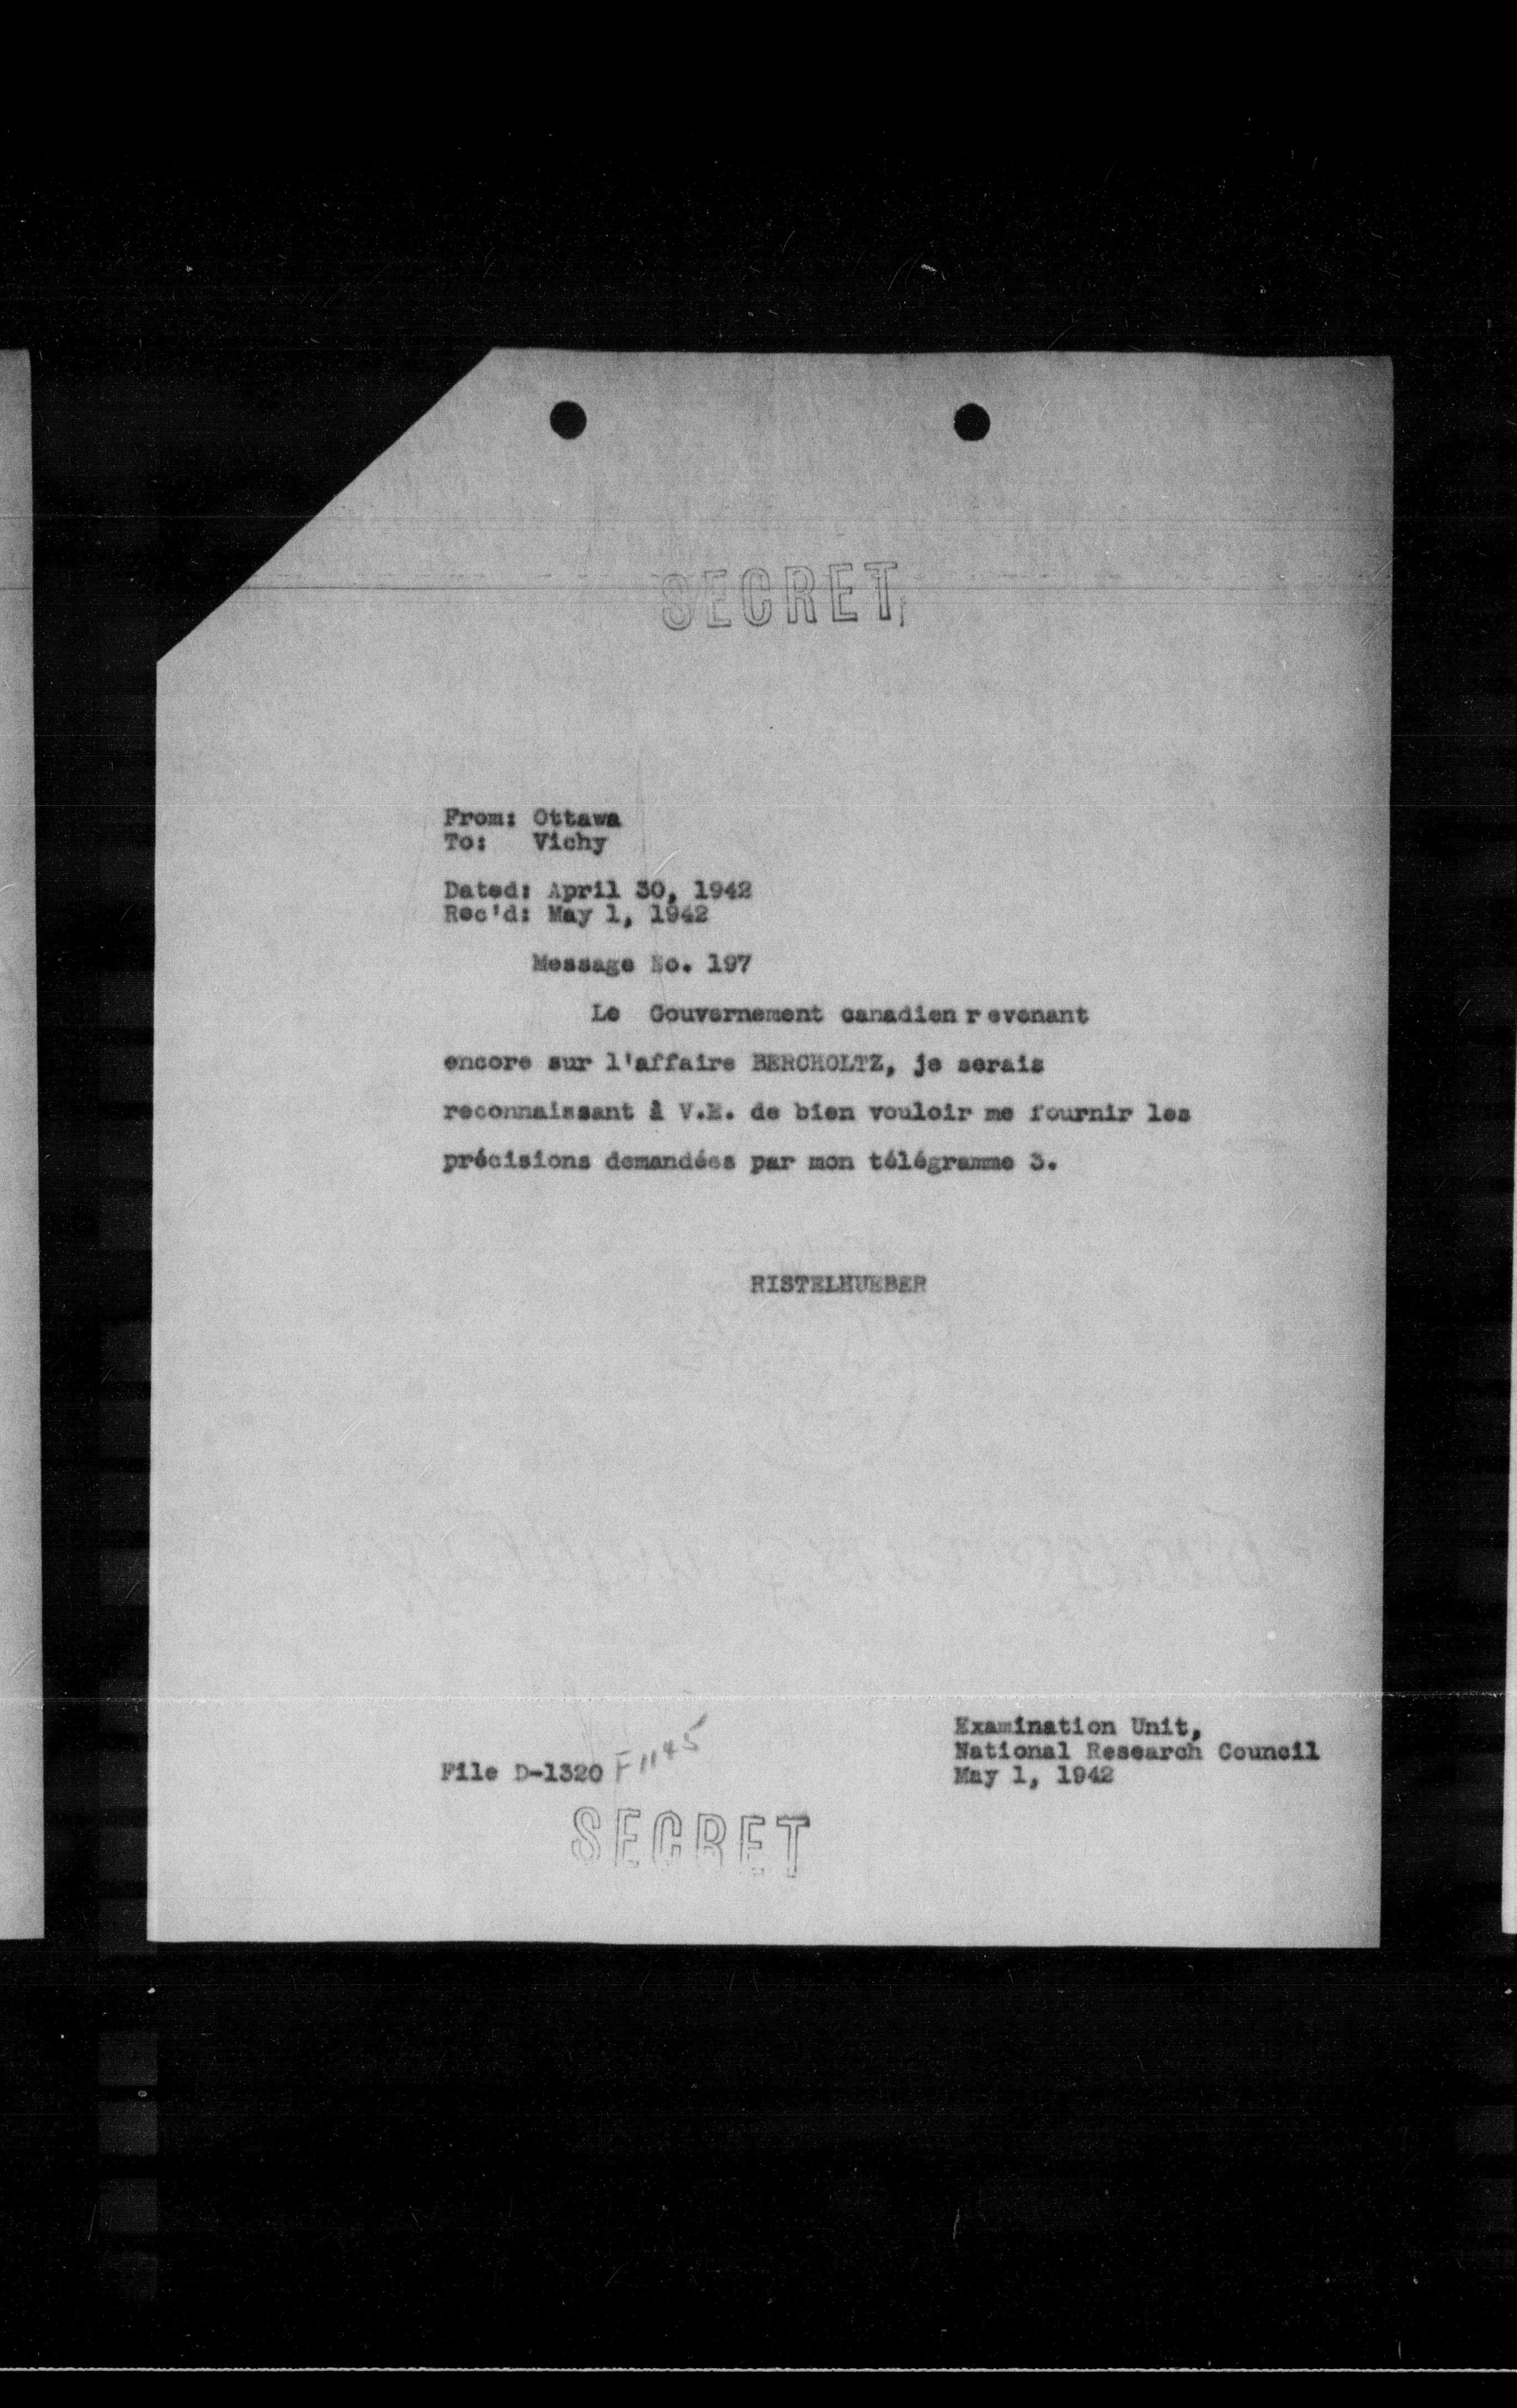 SECRET
From: Ottawa
To: Vichy
Dated: April 30, 1942
Rec'd: May 1, 1942
Message No. 197
Le Gouvernement canadien revenant
encore sur l'affaire BERCHOLTZ, je serais
reconnaissant à V.E. de bien vouloir me fournir les
précisions demandées par mon télégramme 3.
RISTELHUEBER
Examination Unit,
National Research Council
May 1, 1942
File D-1320 F1145
SECRET